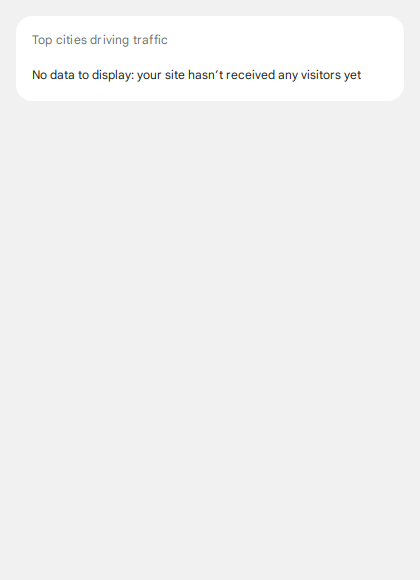 Top cities driving traffic
No data to display: your site hasn’t received any visitors yet